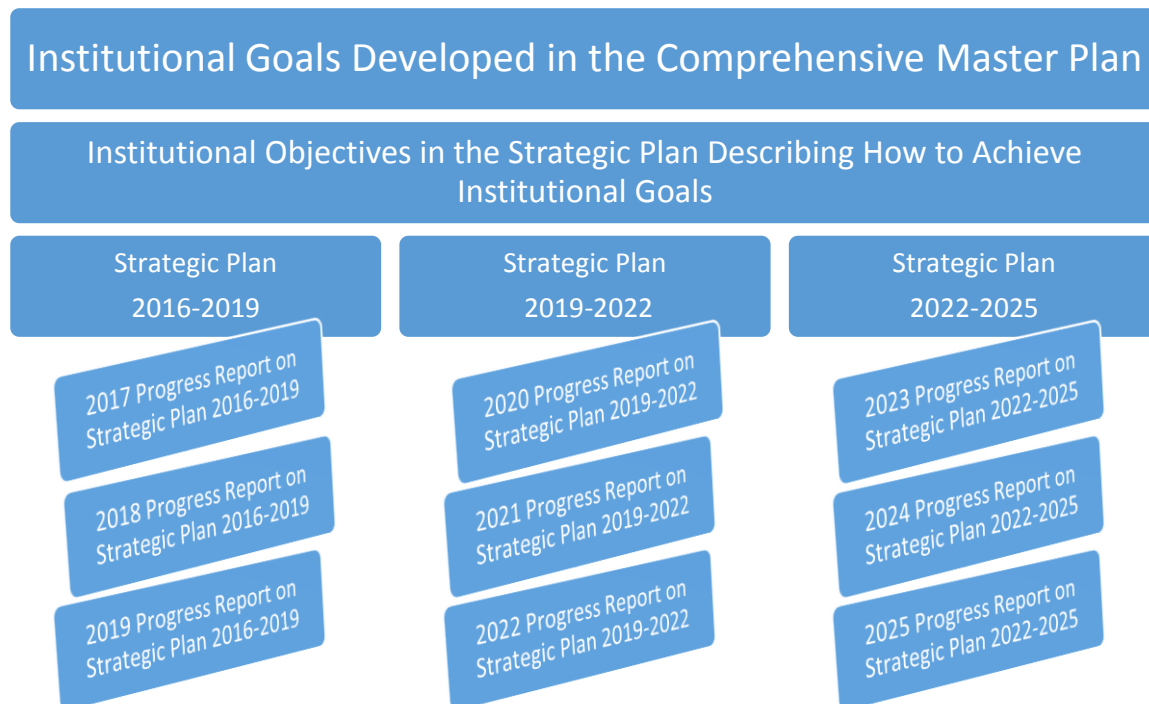 Institutional Goals Developed in the Comprehensive Master Plan
Institutional Objectives in the Strategic Plan Describing How to Achieve
Institutional Goals
Strategic Plan
2016-2019
2017 Progress Report on
Strategic Plan 2016-2019
2018 Progress Report on
Strategic Plan 2016-2019
2019 Progress Report on
Strategic Plan 2016-2019
Strategic Plan
2019-2022
2020 Progress Report on
Strategic Plan 2019-2022
2021 Progress Report on
Strategic Plan 2019-2022
2022 Progress Report on
Strategic Plan 2019-2022
Strategic Plan
2022-2025
2023 Progress Report on
Strategic Plan 2022-2025
2024 Progress Report on
Strategic Plan 2022-2025
2025 Progress Report on
Strategic Plan 2022-2025